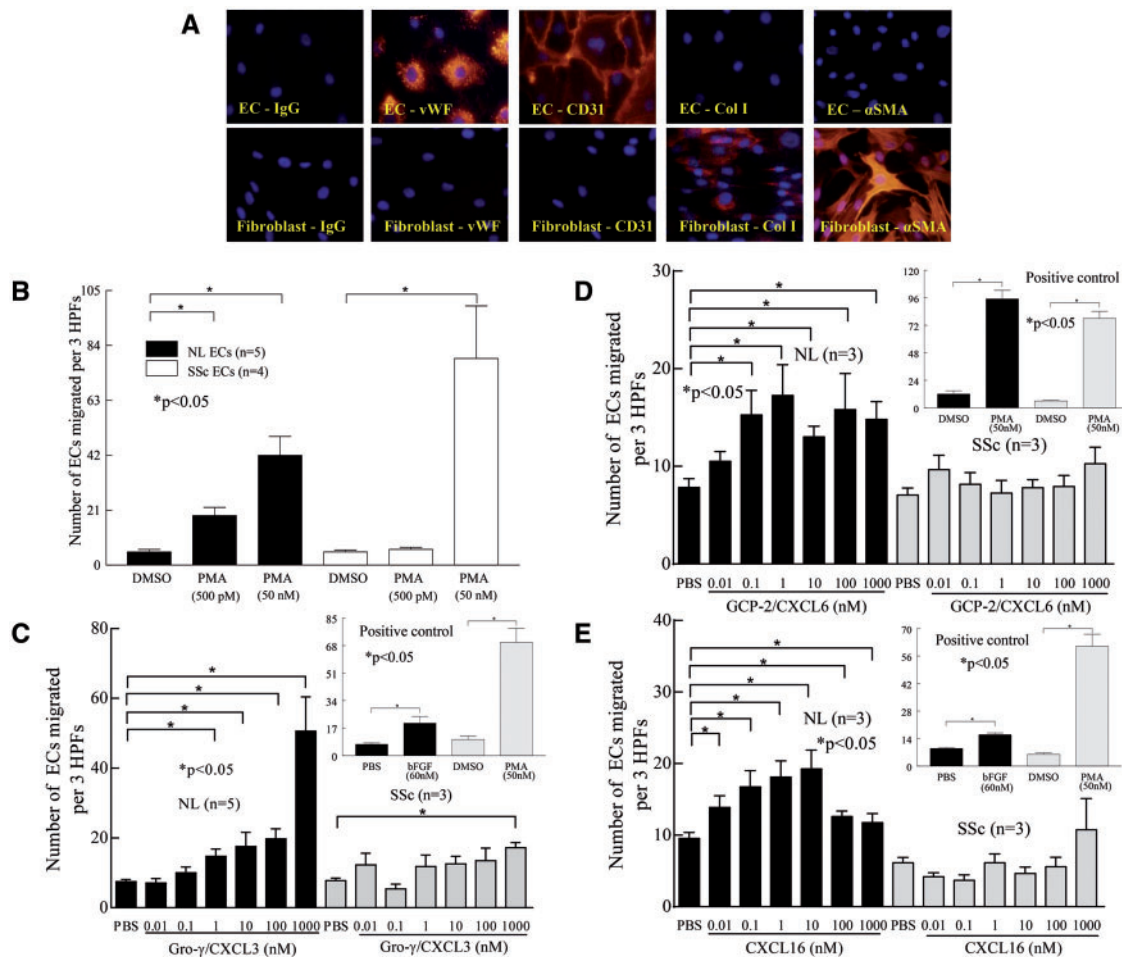 A
EC - IgG
EC - vWF
EC - CD31
EC - Col I
EC – αSMA
Fibroblast - IgG
Fibroblast - vWF
Fibroblast - CD31
Fibroblast - Col I
Fibroblast - αSMA
B
Number of ECs migrated per 3 HPFs
105
84
63
42
21
0
NL ECs (n=5)
SSc ECs (n=4)
*p<0.05
*
*
*
DMSO
PMA
(500 pM)
PMA
(50 nM)
DMSO
PMA
(500 pM)
PMA
(50 nM)
C
Number of ECs migrated
per 3 HPFs
80
60
40
20
0
*
*
*
*
*p<0.05
NL (n=5)
PBS 0.01 0.1 1 10 100 1000
Gro-γ/CXCL3 (nM)
85
68
51
34
17
0
Positive control
*p<0.05
*
*
PBS
bFGF
(60nM)
DMSO
PMA
(50nM)
SSc (n=3)
*
PBS 0.01 0.1 1 10 100 1000
Gro-γ/CXCL3 (nM)
D
Number of ECs migrated
per 3 HPFs
30
20
10
0
*
*
*
*
*
NL (n=3)
*p<0.05
PBS 0.01 0.1 1 10 100 1000
GCP-2/CXCL6 (nM)
120
96
72
48
24
0
Positive control
*p<0.05
*
*
DMSO
PMA
(50nM)
DMSO
PMA
(50nM)
SSc (n=3)
PBS 0.01 0.1 1 10 100 1000
GCP-2/CXCL6 (nM)
E
Number of ECs migrated
per 3 HPFs
40
30
20
10
0
*
*
*
*
*
*
NL (n=3)
*p<0.05
PBS 0.01 0.1 1 10 100 1000
CXCL16 (nM)
70
56
42
28
14
0
Positive control
*p<0.05
*
*
PBS
bFGF
(60nM)
DMSO
PMA
(50nM)
SSc (n=3)
PBS 0.01 0.1 1 10 100 1000
CXCL16 (nM)